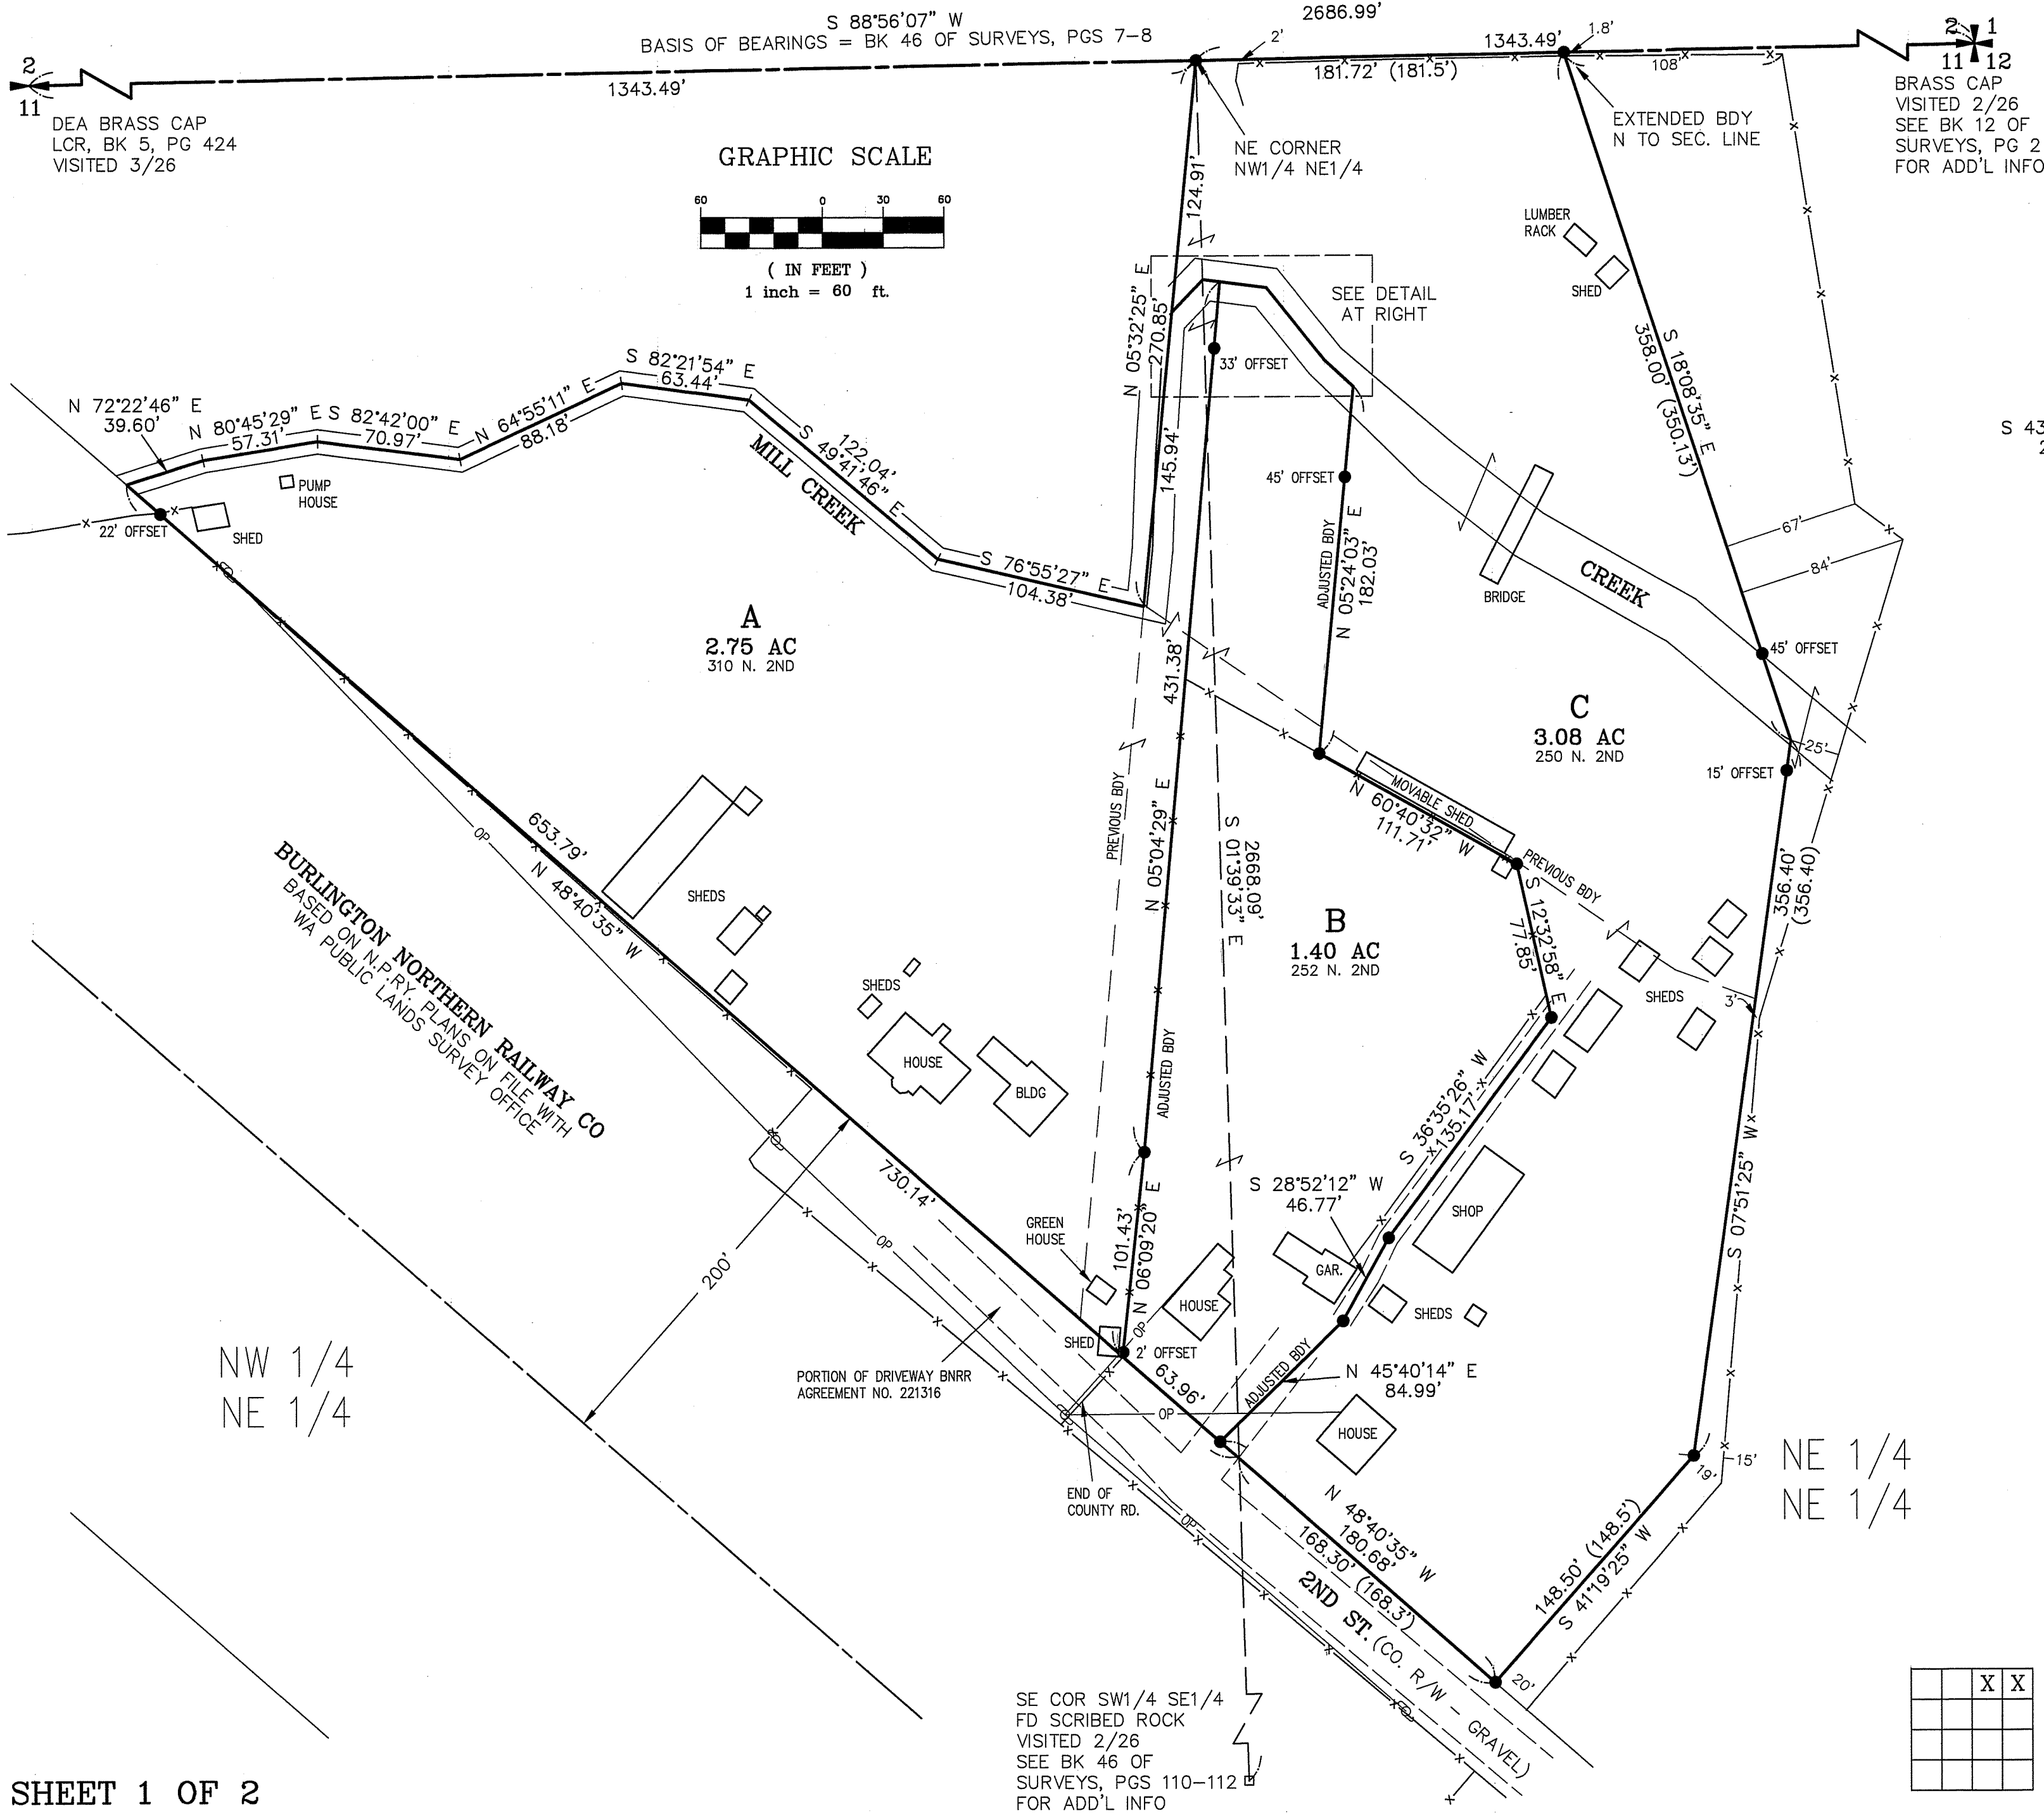 S 88°56'07" W
2686.99'
BASIS OF BEARINGS = BK 46 OF SURVEYS, PGS 7-8
1343.49'
1343.49'
2'
1.8'
181.72' (181.5')
108'
2
11
2 1
11 12
DEA BRASS CAP
LCR, BK 5, PG 424
VISITED 3/26
BRASS CAP
VISITED 2/26
SEE BK 12 OF
SURVEYS, PG 2
FOR ADD'L INFO
EXTENDED BDY
N TO SEC. LINE
NE CORNER
NW1/4 NE1/4
GRAPHIC SCALE
60 0 30 60
( IN FEET )
1 inch = 60 ft.
124.91'
N 05°32'25" E
270.85'
145.94'
SEE DETAIL
AT RIGHT
33' OFFSET
45' OFFSET
LUMBER
RACK
SHED
S 18°08'35" E
358.00' (350.13')
S 43
2
N 72°22'46" E
39.60'
N 80°45'29" E
57.31'
S 82°42'00" E
70.97'
N 64°55'11" E
88.18'
S 82°21'54" E
63.44'
122.04'
S 49°41'46" E
MILL CREEK
S 76°55'27" E
104.38'
PUMP
HOUSE
SHED
22' OFFSET
A
2.75 AC
310 N. 2ND
ADJUSTED BDY
N 05°24'03" E
182.03'
BRIDGE
CREEK
67'
84'
45' OFFSET
25'
15' OFFSET
C
3.08 AC
250 N. 2ND
431.38'
N 05°04'29" E
ADJUSTED BDY
PREVIOUS BDY
2668.09'
S 01°39'33" E
MOVABLE SHED
N 60°40'32" W
111.71'
PREVIOUS BDY
S 12°32'58" E
77.85'
356.40'
(356.40)
S 07°51'25" W
3'
SHEDS
B
1.40 AC
252 N. 2ND
653.79'
N 48°40'35" W
OP
SHEDS
SHEDS
HOUSE
BLDG
BURLINGTON NORTHERN RAILWAY CO
BASED ON N.P.RY. PLANS ON FILE WITH
WA PUBLIC LANDS SURVEY OFFICE
730.14'
200'
OP
S 36°35'26" W
135.17'
S 28°52'12" W
46.77'
SHOP
GAR.
SHEDS
GREEN
HOUSE
101.43'
N 06°09'20" E
HOUSE
OP
SHED
2' OFFSET
63.96'
ADJUSTED BDY
N 45°40'14" E
84.99'
PORTION OF DRIVEWAY BNRR
AGREEMENT NO. 221316
OP
HOUSE
NW 1/4
NE 1/4
NE 1/4
NE 1/4
15'
19'
END OF
COUNTY RD.
OP
N 48°40'35" W
180.68'
168.30' (168.3')
148.50' (148.5')
S 41°19'25" W
20'
2ND ST. (CO. R/W - GRAVEL)
SE COR SW1/4 SE1/4
FD SCRIBED ROCK
VISITED 2/26
SEE BK 46 OF
SURVEYS, PGS 110-112
FOR ADD'L INFO
X X
SHEET 1 OF 2